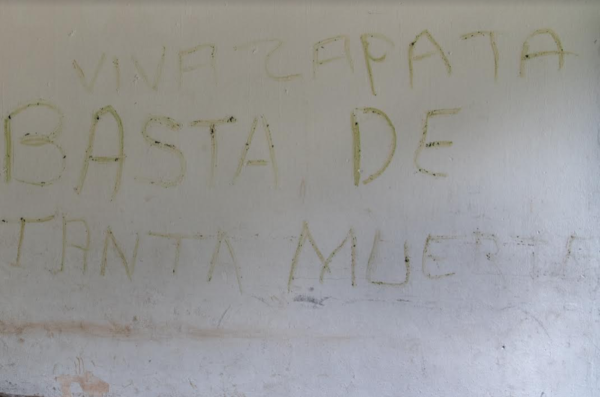 VIVA ZAPATA
BASTA DE
TANTA MUERTE